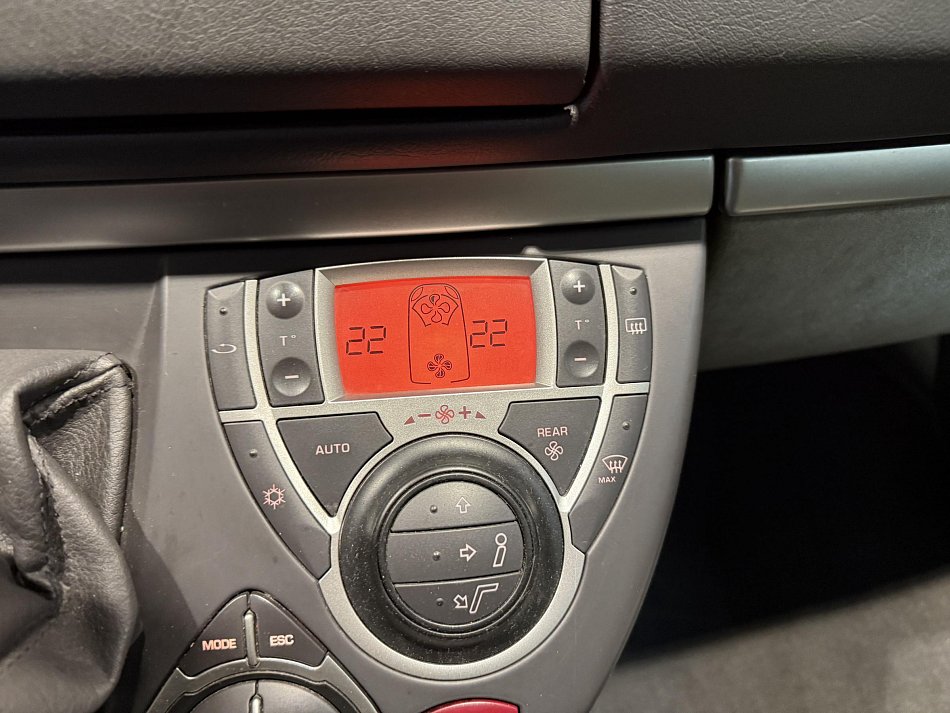 + +
22 22
T° T°
− −
− +
AUTO
REAR
MAX
MODE ESC